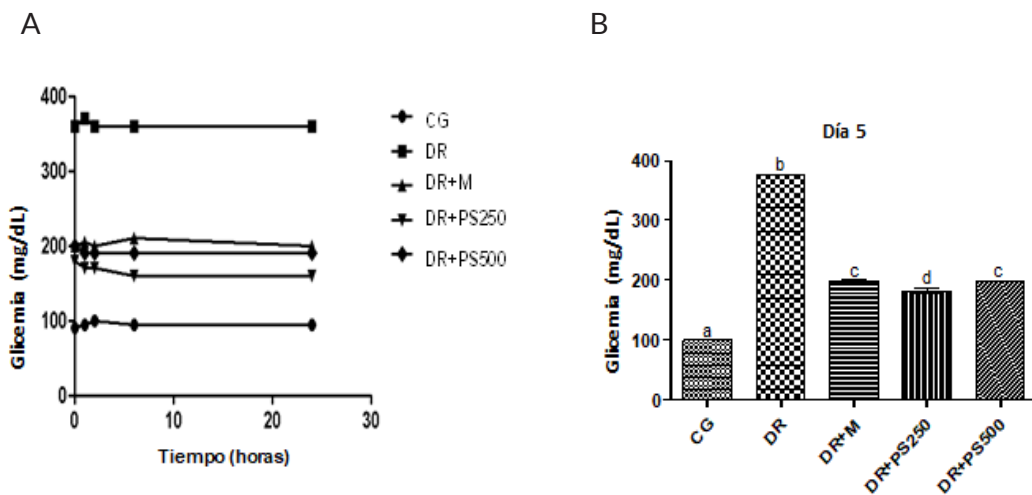 A
Glicemia (mg/dL)
400
300
200
100
0
0
10
20
30
Tiempo (horas)
CG
DR
DR+M
DR+PS250
DR+PS500
B
Día 5
Glicemia (mg/dL)
400
300
200
100
0
a
b
c
d
c
CG
DR
DR+M
DR+PS250
DR+PS500